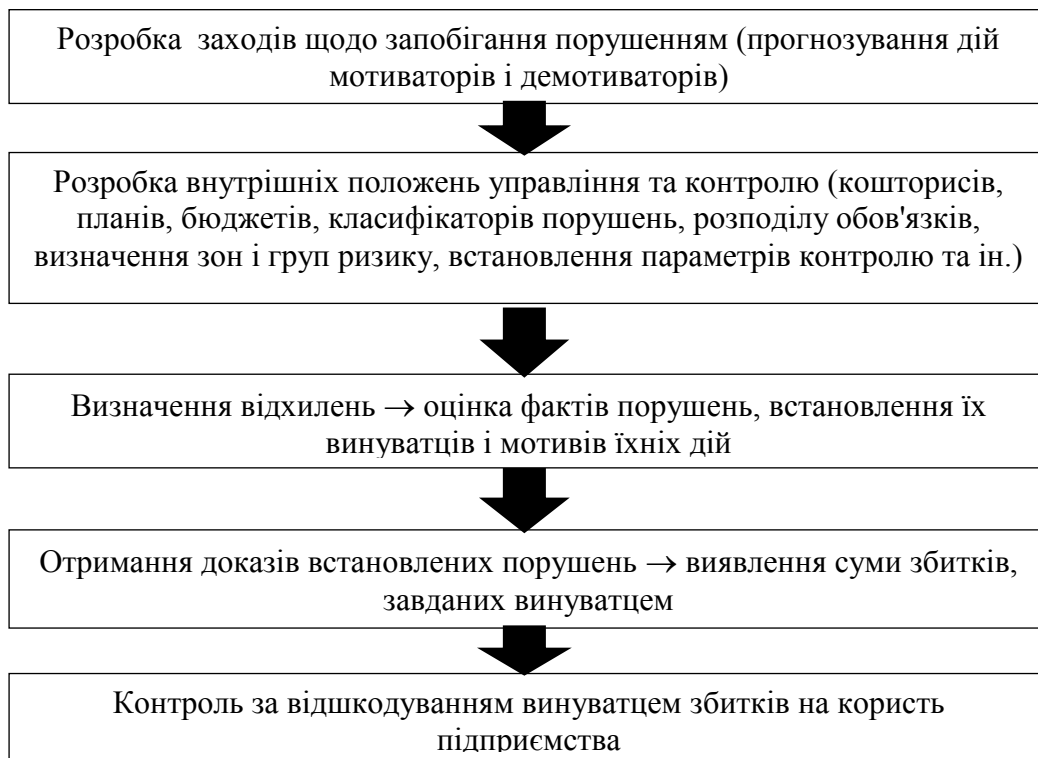 Розробка заходів щодо запобігання порушенням (прогнозування дій
мотиваторів і демотиваторів)
Розробка внутрішніх положень управління та контролю (кошторисів,
планів, бюджетів, класифікаторів порушень, розподілу обов'язків,
визначення зон і груп ризику, встановлення параметрів контролю та ін.)
Визначення відхилень → оцінка фактів порушень, встановлення їх
винуватців і мотивів їхніх дій
Отримання доказів встановлених порушень → виявлення суми збитків,
завданих винуватцем
Контроль за відшкодуванням винуватцем збитків на користь
підприємства